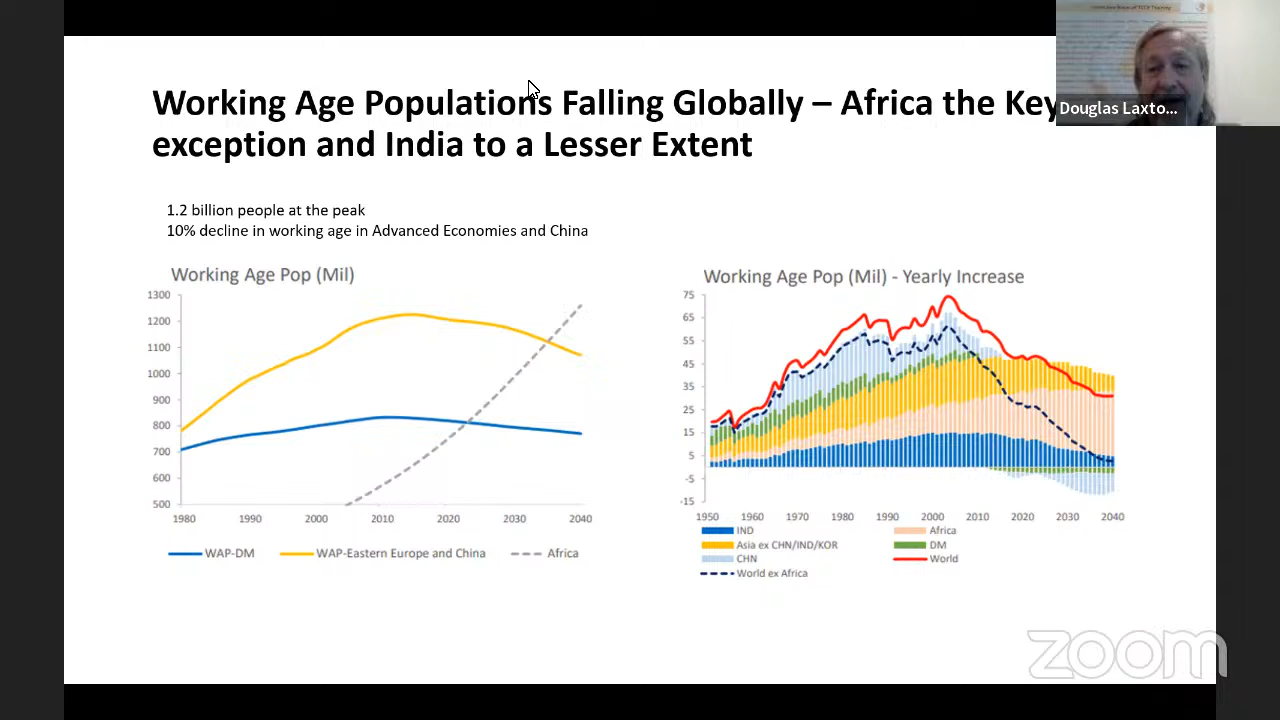 Working Age Populations Falling Globally – Africa the Key
exception and India to a Lesser Extent
Douglas Laxto...
1.2 billion people at the peak
10% decline in working age in Advanced Economies and China
Working Age Pop (Mil)
1300
1200
1100
1000
900
800
700
600
500
1980 1990 2000 2010 2020 2030 2040
WAP-DM WAP-Eastern Europe and China Africa
Working Age Pop (Mil) - Yearly Increase
75
65
55
45
35
25
15
5
-5
-15
1950 1960 1970 1980 1990 2000 2010 2020 2030 2040
IND Africa
Asia ex CHN/IND/KOR DM
CHN World
World ex Africa
zoom